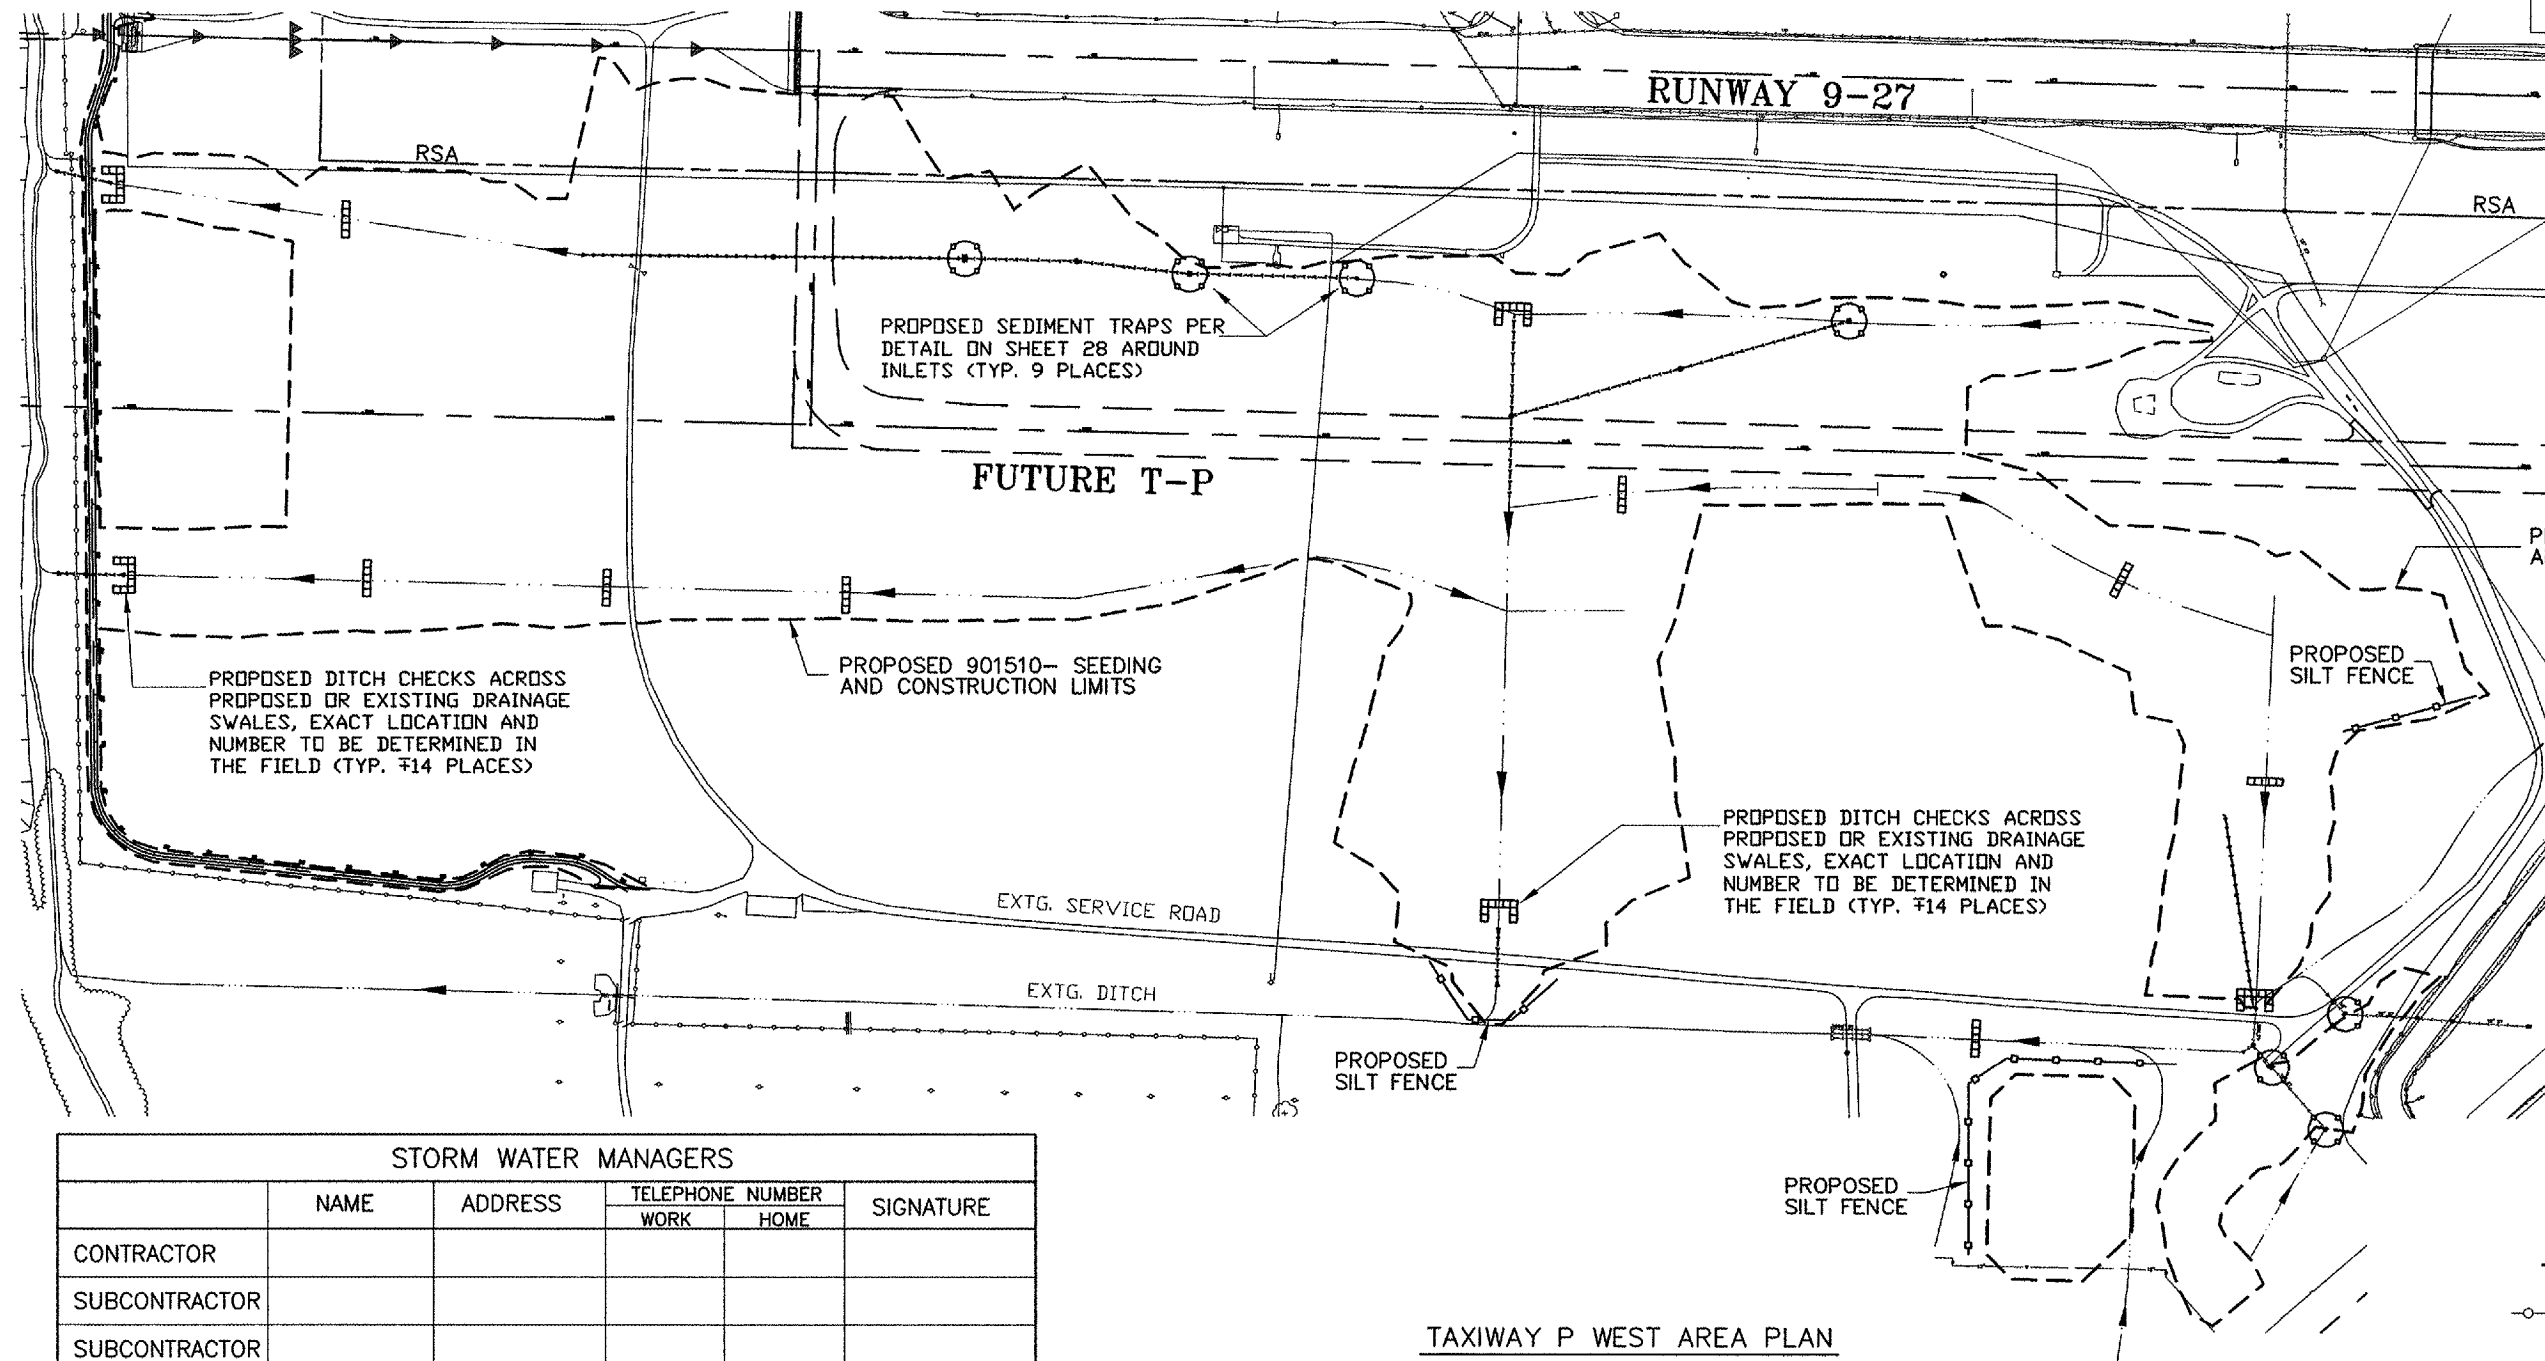 RUNWAY 9-27
RSA
RSA
PROPOSED SEDIMENT TRAPS PER
DETAIL ON SHEET 28 AROUND
INLETS (TYP. 9 PLACES)
FUTURE T-P
PROPOSED DITCH CHECKS ACROSS
PROPOSED OR EXISTING DRAINAGE
SWALES, EXACT LOCATION AND
NUMBER TO BE DETERMINED IN
THE FIELD (TYP. ∓14 PLACES)
PROPOSED 901510- SEEDING
AND CONSTRUCTION LIMITS
PROPOSED
SILT FENCE
PROPOSED DITCH CHECKS ACROSS
PROPOSED OR EXISTING DRAINAGE
SWALES, EXACT LOCATION AND
NUMBER TO BE DETERMINED IN
THE FIELD (TYP. ∓14 PLACES)
EXTG. SERVICE ROAD
EXTG. DITCH
PROPOSED
SILT FENCE
PROPOSED
SILT FENCE
STORM WATER MANAGERS
NAME ADDRESS TELEPHONE NUMBER SIGNATURE
WORK HOME
CONTRACTOR
SUBCONTRACTOR
SUBCONTRACTOR
TAXIWAY P WEST AREA PLAN